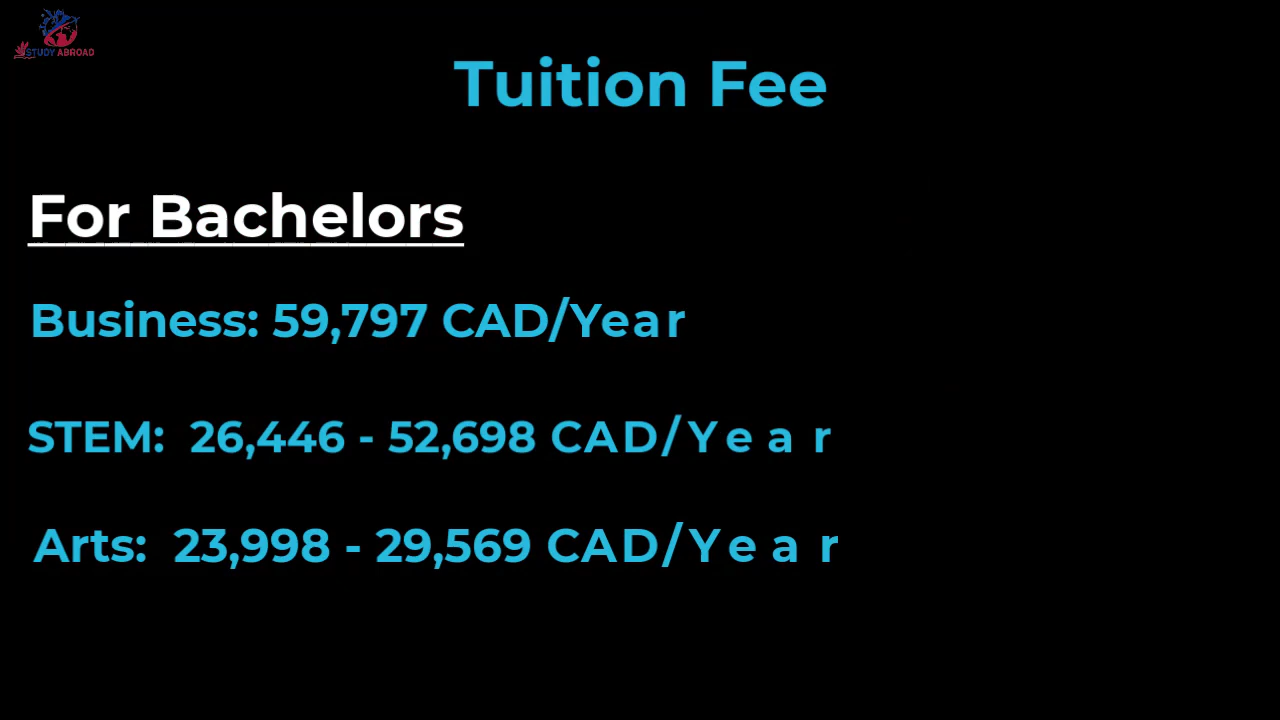 STUDY ABROAD
Tuition Fee
For Bachelors
Business: 59,797 CAD/Year
STEM: 26,446 - 52,698 CAD/Year
Arts: 23,998 - 29,569 CAD/Year